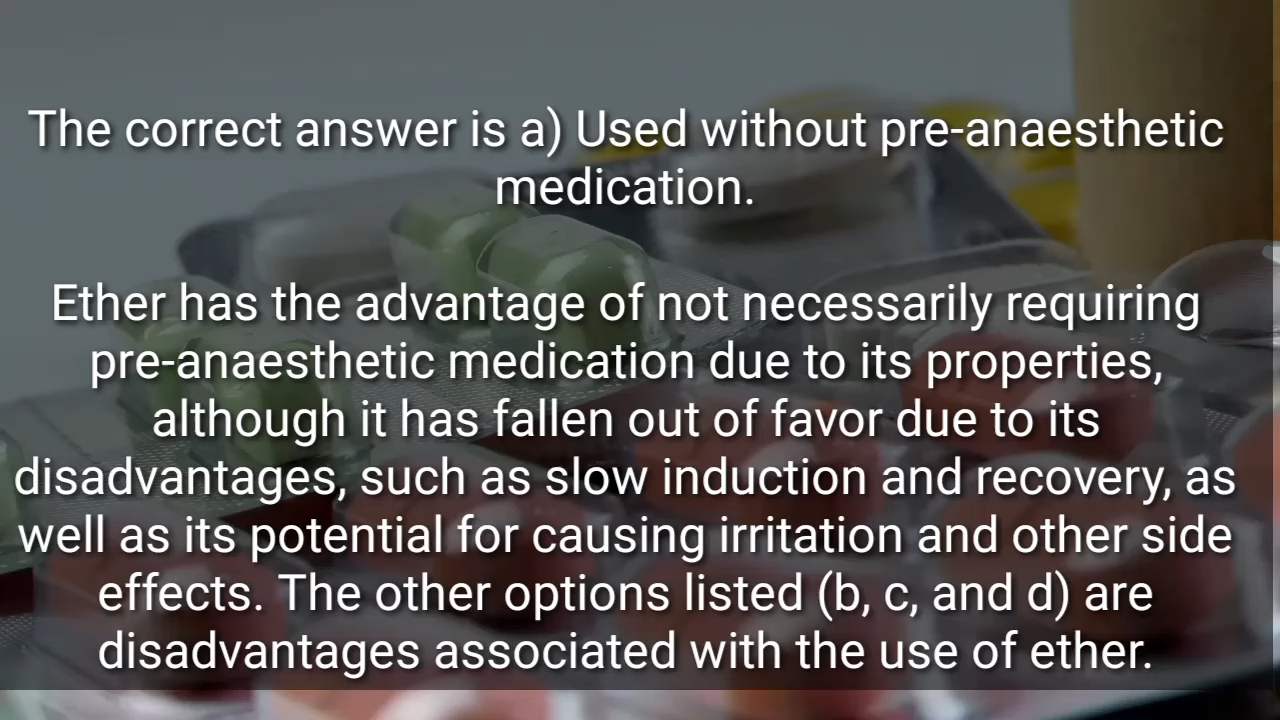 The correct answer is a) Used without pre-anaesthetic
medication.
Ether has the advantage of not necessarily requiring
pre-anaesthetic medication due to its properties,
although it has fallen out of favor due to its
disadvantages, such as slow induction and recovery, as
well as its potential for causing irritation and other side
effects. The other options listed (b, c, and d) are
disadvantages associated with the use of ether.